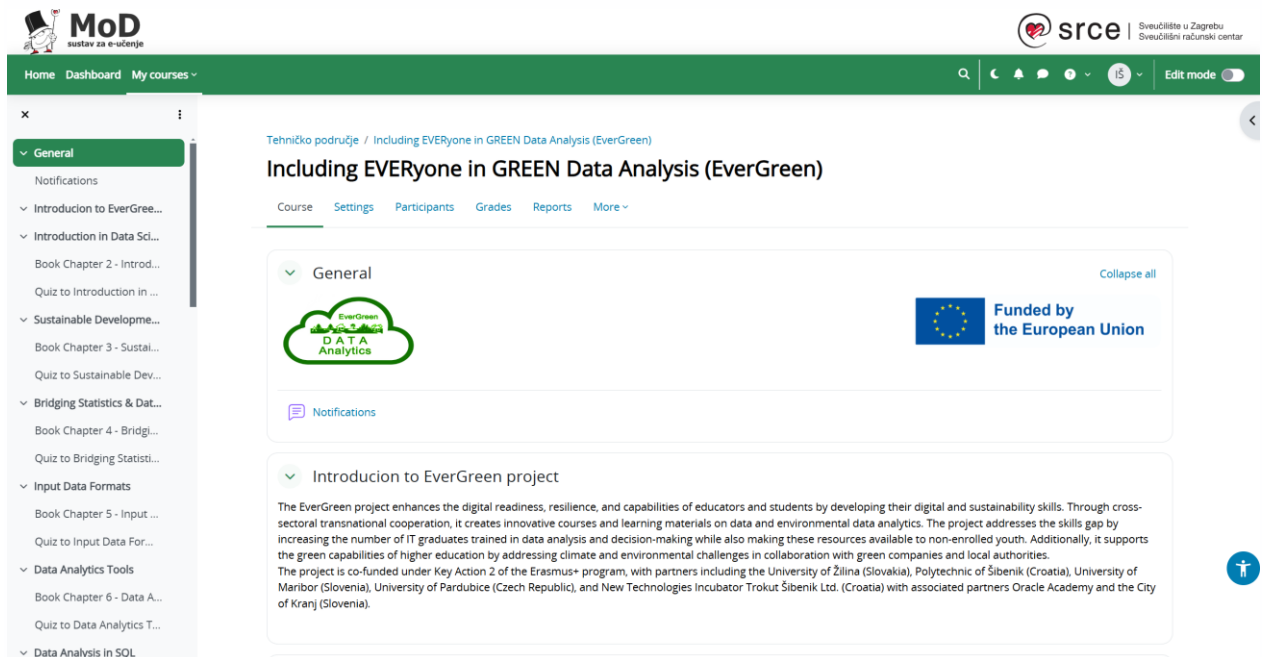 MoD
sustav za e-učenje
srce
Sveučilište u Zagrebu
Sveučilišni računski centar
Home Dashboard My courses
IŠ
Edit mode
General
Notifications
Introducion to EverGree...
Introduction in Data Sci...
Book Chapter 2 - Introd...
Quiz to Introduction in ...
Sustainable Developme...
Book Chapter 3 - Sustai...
Quiz to Sustainable Dev...
Bridging Statistics & Dat...
Book Chapter 4 - Bridgi...
Quiz to Bridging Statisti...
Input Data Formats
Book Chapter 5 - Input ...
Quiz to Input Data For...
Data Analytics Tools
Book Chapter 6 - Data A...
Quiz to Data Analytics T...
Data Analysis in SQL
Tehničko područje / Including EVERyone in GREEN Data Analysis (EverGreen)
Including EVERyone in GREEN Data Analysis (EverGreen)
Course Settings Participants Grades Reports More
General
Collapse all
EverGreen
DATA
Analytics
Funded by
the European Union
Notifications
Introducion to EverGreen project
The EverGreen project enhances the digital readiness, resilience, and capabilities of educators and students by developing their digital and sustainability skills. Through cross-
sectoral transnational cooperation, it creates innovative courses and learning materials on data and environmental data analytics. The project addresses the skills gap by
increasing the number of IT graduates trained in data analysis and decision-making while also making these resources available to non-enrolled youth. Additionally, it supports
the green capabilities of higher education by addressing climate and environmental challenges in collaboration with green companies and local authorities.
The project is co-funded under Key Action 2 of the Erasmus+ program, with partners including the University of Žilina (Slovakia), Polytechnic of Šibenik (Croatia), University of
Maribor (Slovenia), University of Pardubice (Czech Republic), and New Technologies Incubator Trokut Šibenik Ltd. (Croatia) with associated partners Oracle Academy and the City
of Kranj (Slovenia).